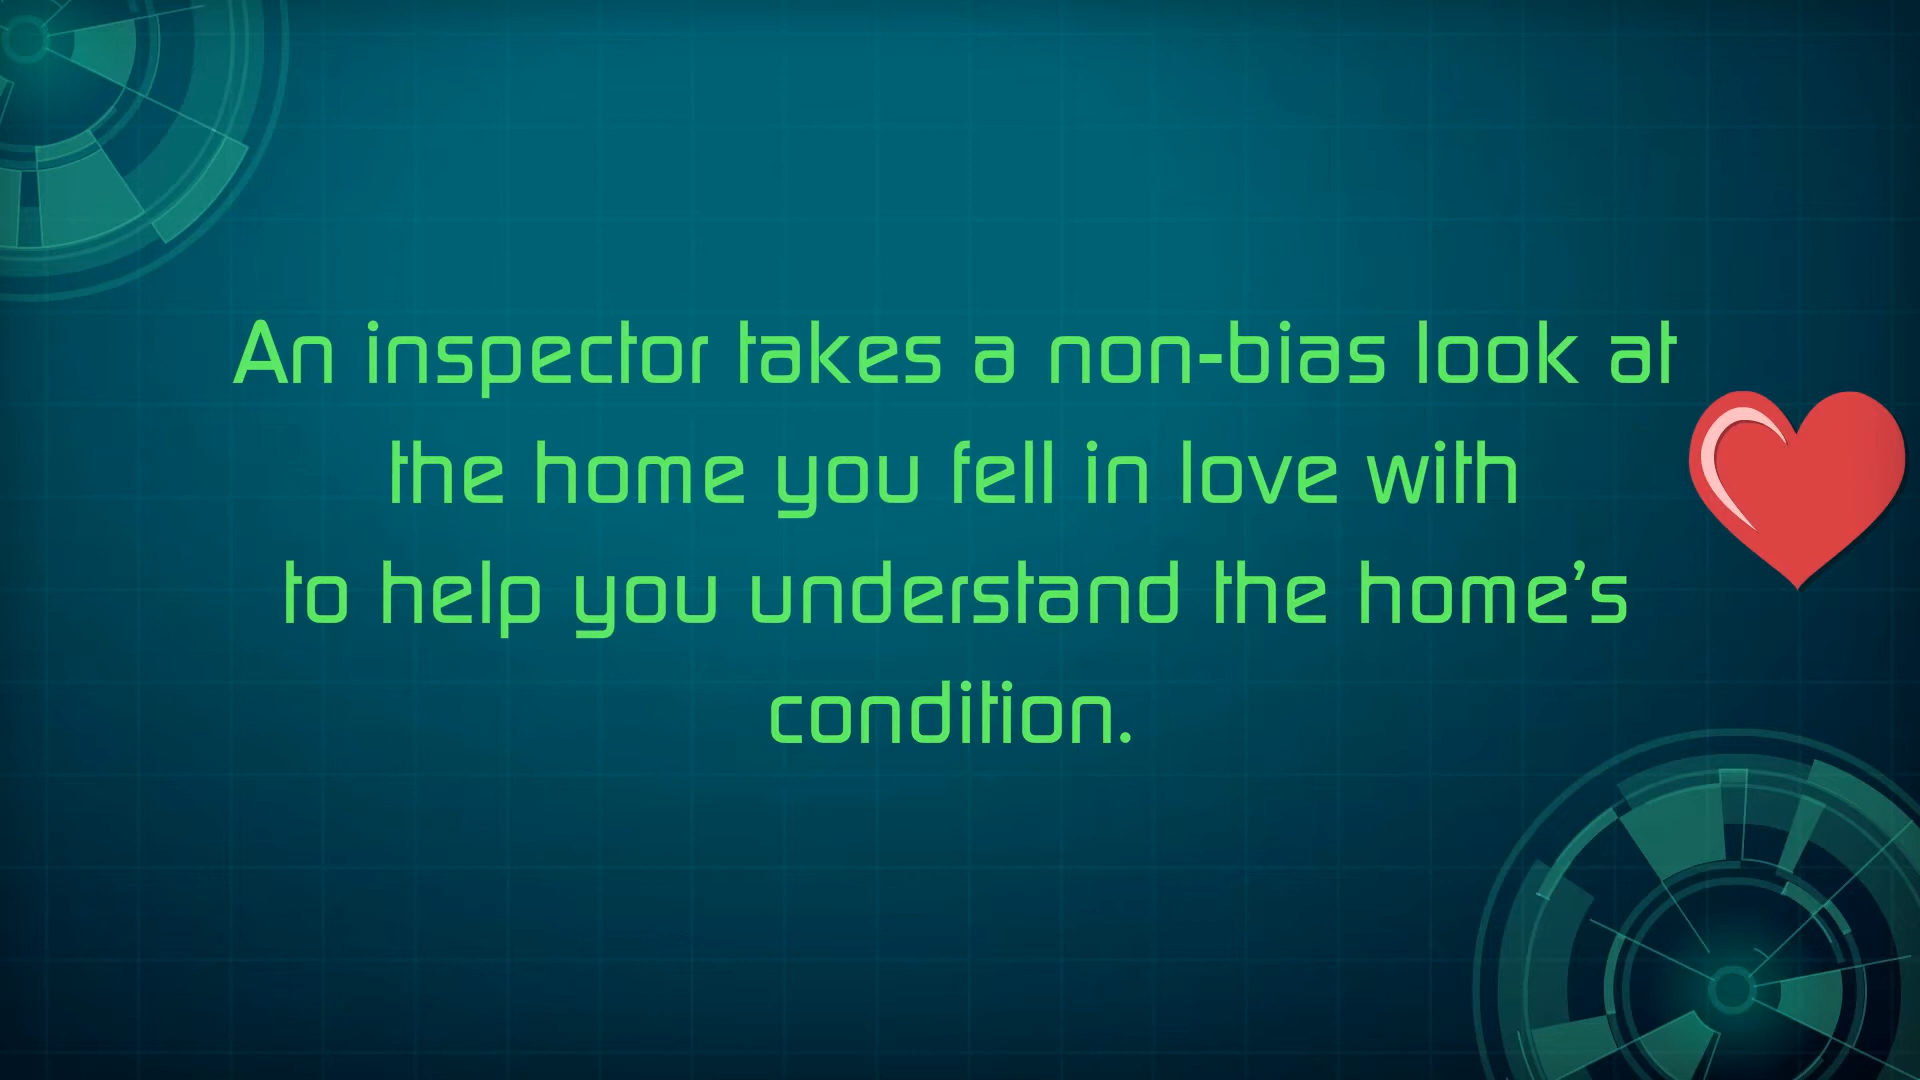 An inspector takes a non-bias look at
the home you fell in love with
to help you understand the home’s
condition.